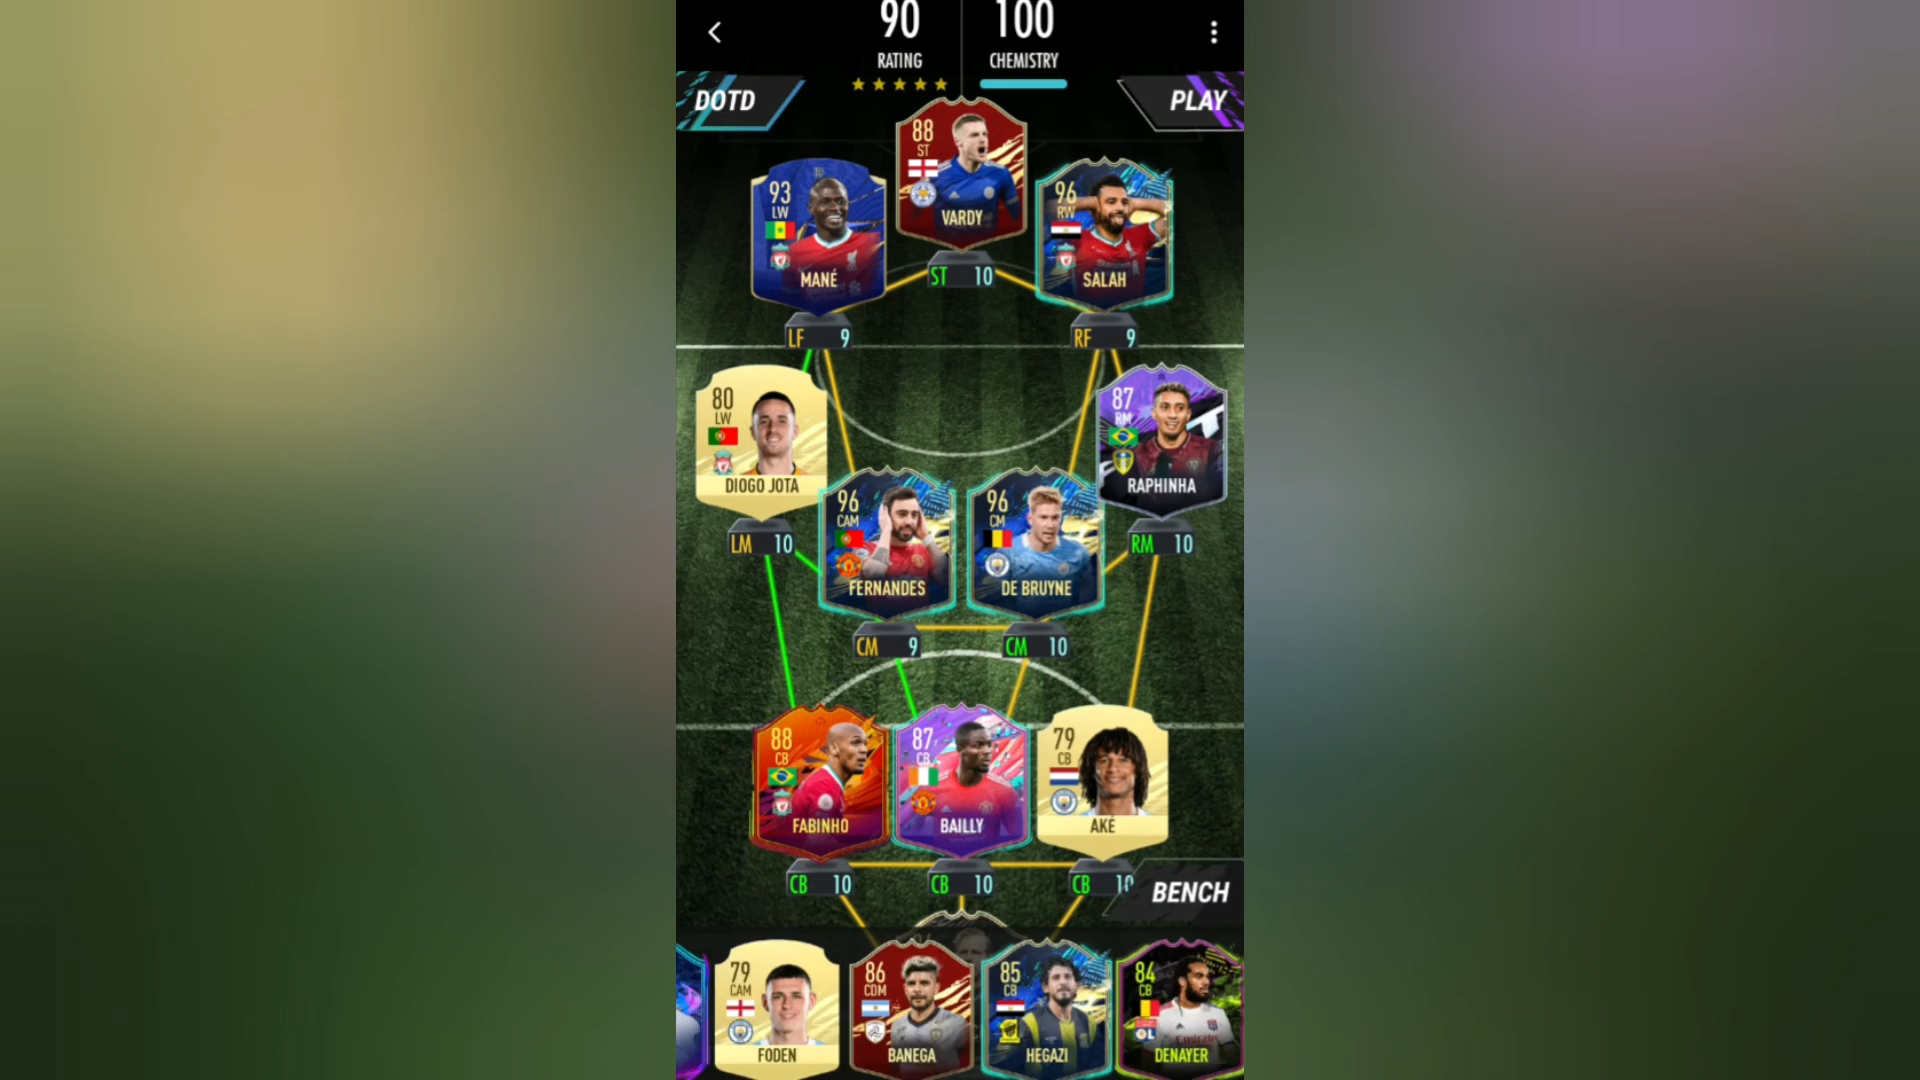 90
100
RATING
CHEMISTRY
DOTD
PLAY
88
ST
VARDY
93
LW
MANÉ
96
RW
SALAH
ST 10
LF 9
RF 9
80
LW
DIOGO JOTA
87
RM
RAPHINHA
96
CAM
FERNANDES
96
CM
DE BRUYNE
LM 10
RM 10
CM 9
CM 10
88
CB
FABINHO
87
CB
BAILLY
79
CB
AKÉ
CB 10
CB 10
CB 10
BENCH
79
CAM
FODEN
86
CDM
BANEGA
85
CB
HEGAZI
84
CB
DENAYER